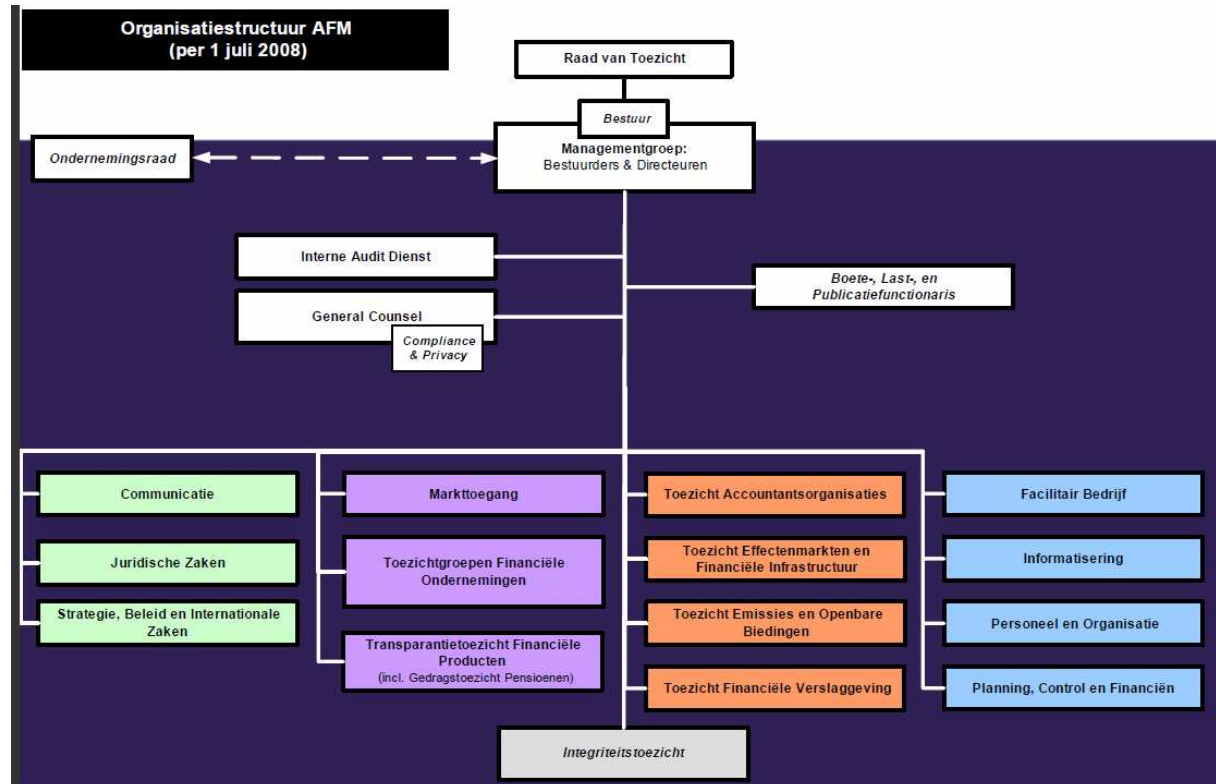 Organisatiestructuur AFM
(per 1 juli 2008)
Raad van Toezicht
Bestuur
Managementgroep:
Bestuurders & Directeuren
Ondernemingsraad
Interne Audit Dienst
Boete-, Last-, en
Publicatiefunctionaris
General Counsel
Compliance
& Privacy
Communicatie
Juridische Zaken
Strategie, Beleid en Internationale
Zaken
Markttoegang
Toezichtgroepen Financiële
Ondernemingen
Transparantietoezicht Financiële
Producten
(incl. Gedragstoezicht Pensioenen)
Toezicht Accountantsorganisaties
Toezicht Effectenmarkten en
Financiële Infrastructuur
Toezicht Emissies en Openbare
Biedingen
Toezicht Financiële Verslaggeving
Facilitair Bedrijf
Informatisering
Personeel en Organisatie
Planning, Control en Financiën
Integriteitstoezicht